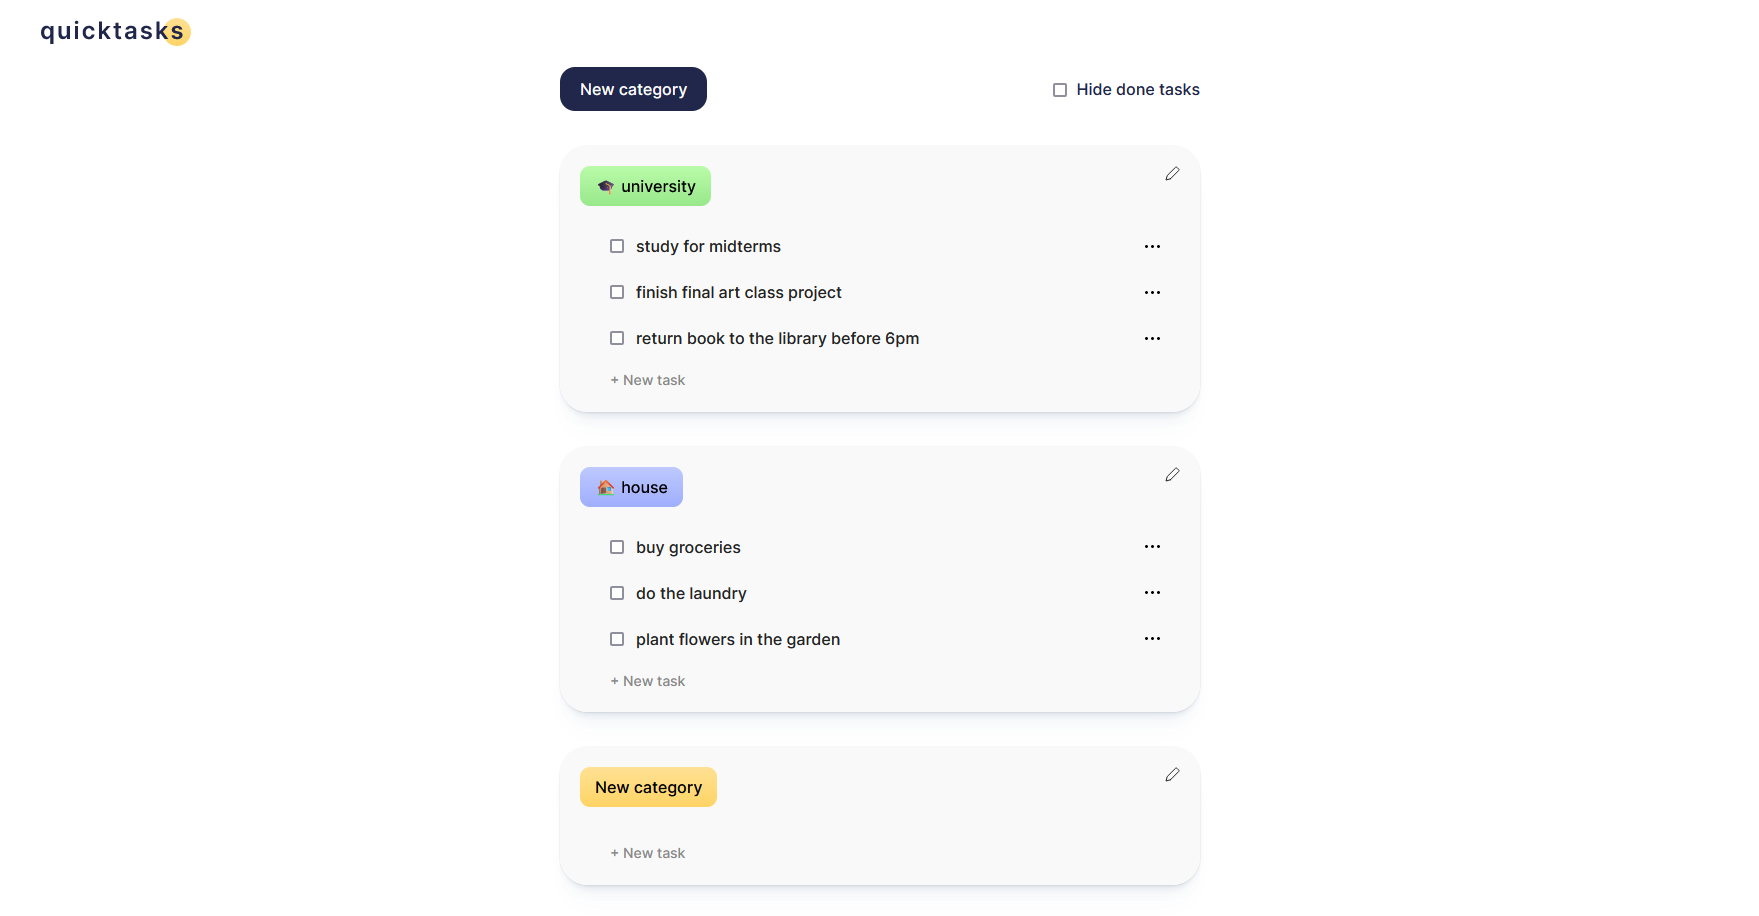 quicktasks
New category
Hide done tasks
🎓 university
study for midterms
finish final art class project
return book to the library before 6pm
+ New task
🏠 house
buy groceries
do the laundry
plant flowers in the garden
+ New task
New category
+ New task